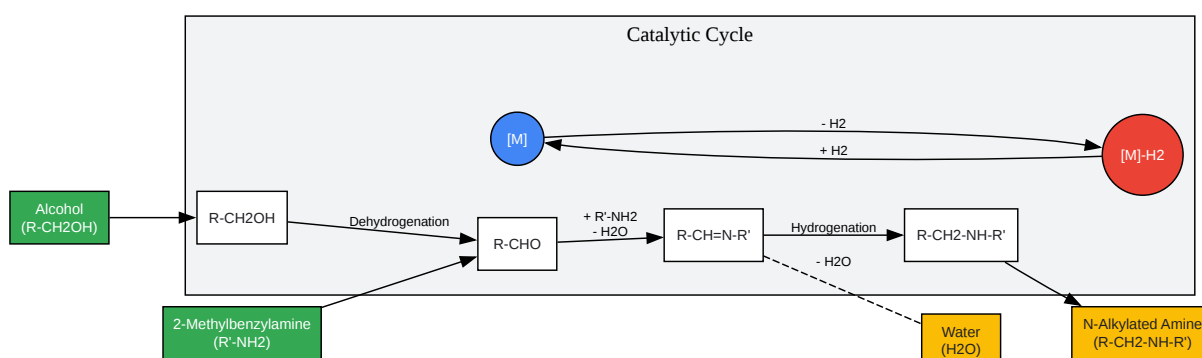 Catalytic Cycle
[M]
- H2
+ H2
[M]-H2
Alcohol
(R-CH2OH)
R-CH2OH
Dehydrogenation
R-CHO
+ R'-NH2
- H2O
R-CH=N-R'
Hydrogenation
R-CH2-NH-R'
- H2O
2-Methylbenzylamine
(R'-NH2)
Water
(H2O)
N-Alkylated Amine
(R-CH2-NH-R')